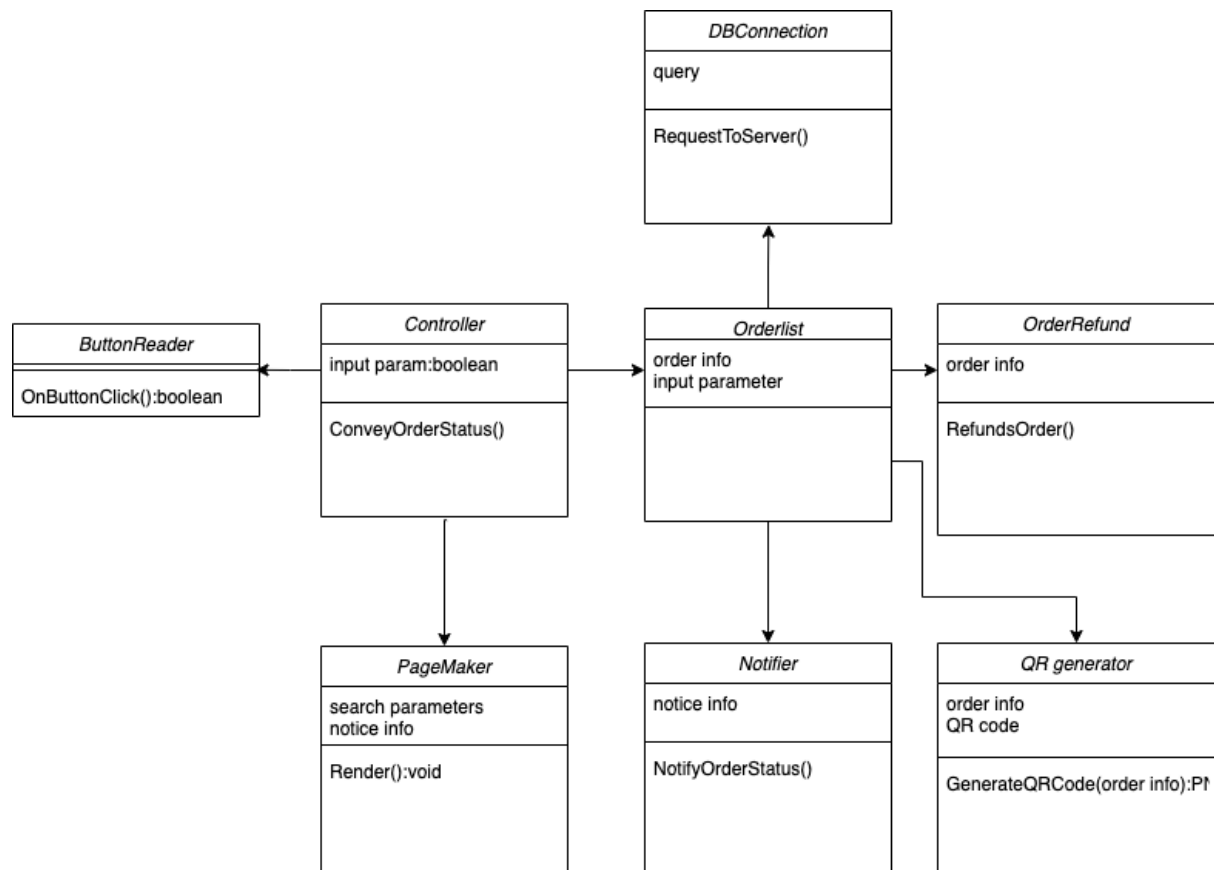 DBConnection
query
RequestToServer()
ButtonReader
OnButtonClick():boolean
Controller
input param:boolean
ConveyOrderStatus()
Orderlist
order info
input parameter
OrderRefund
order info
RefundsOrder()
PageMaker
search parameters
notice info
Render():void
Notifier
notice info
NotifyOrderStatus()
QR generator
order info
QR code
GenerateQRCode(order info):